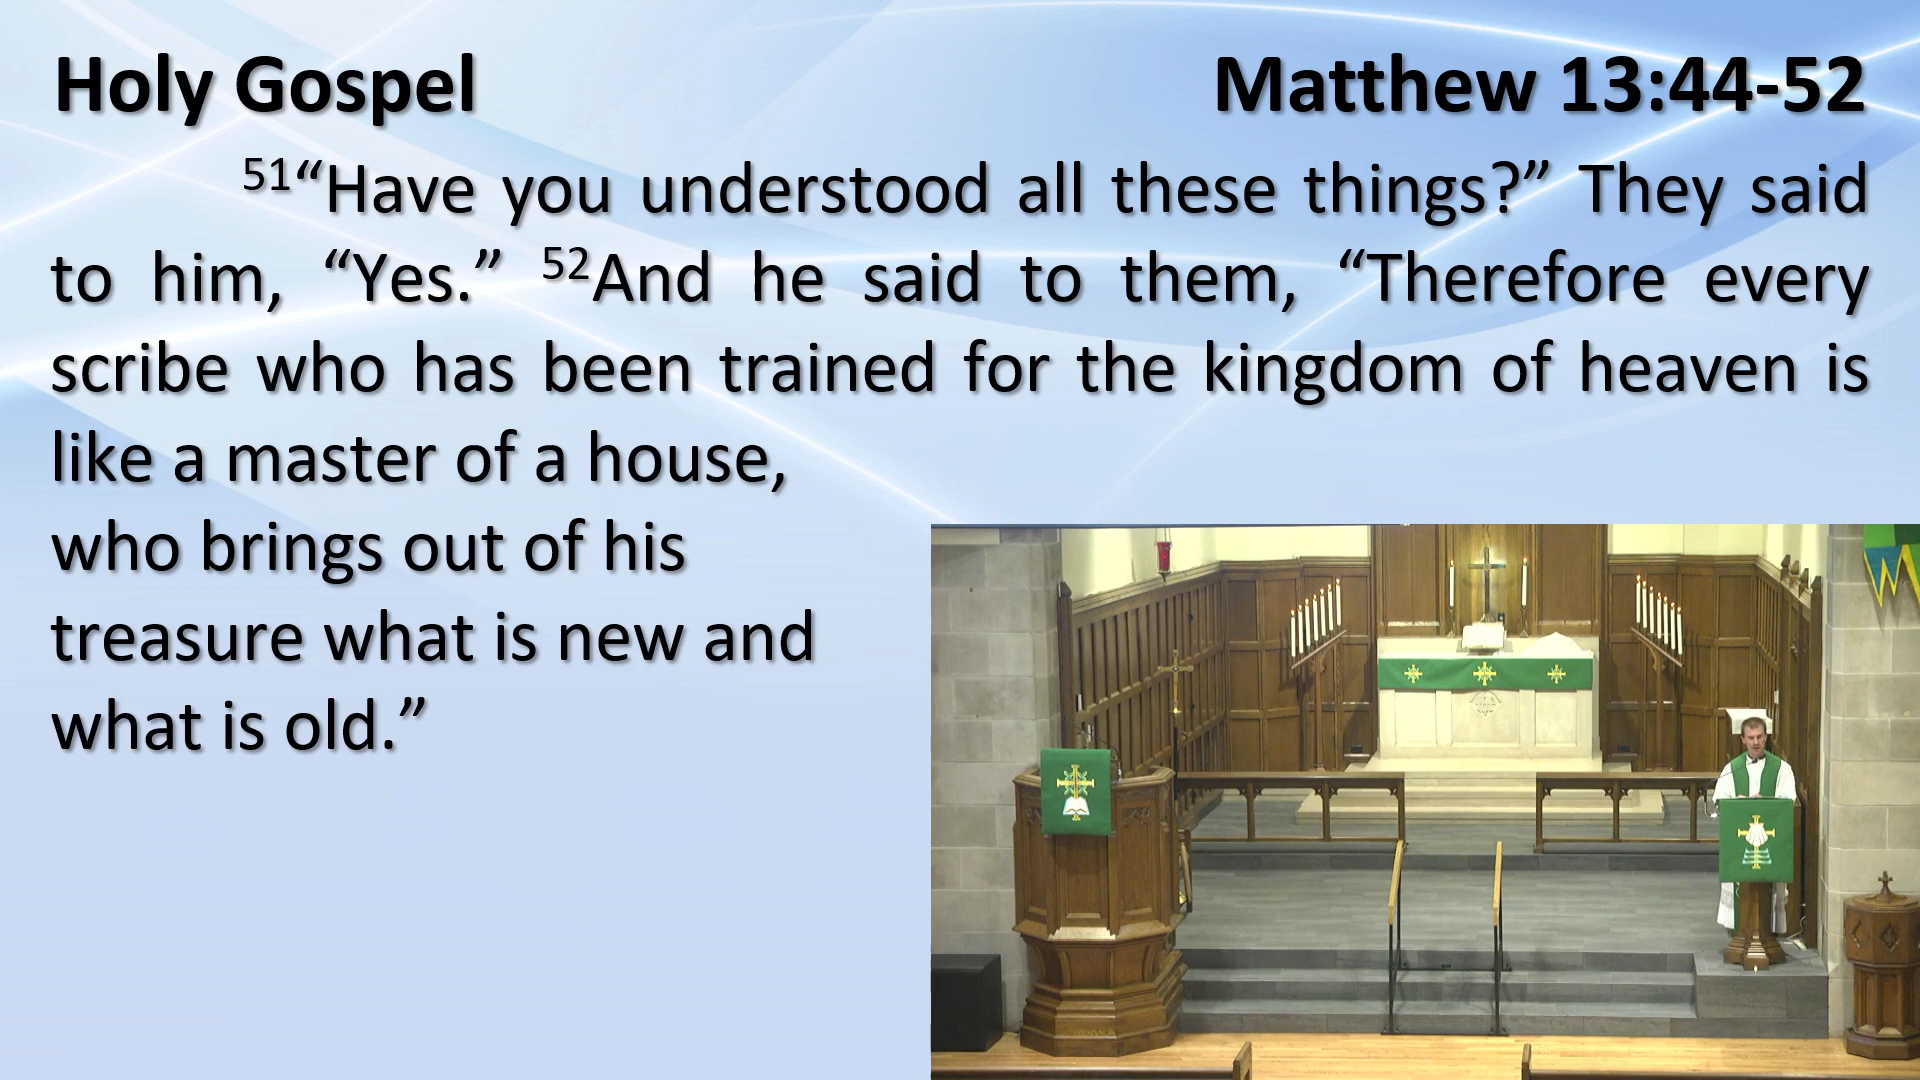 Holy Gospel Matthew 13:44-52
51“Have you understood all these things?” They said
to him, “Yes.” 52And he said to them, “Therefore every
scribe who has been trained for the kingdom of heaven is
like a master of a house,
who brings out of his
treasure what is new and
what is old.”